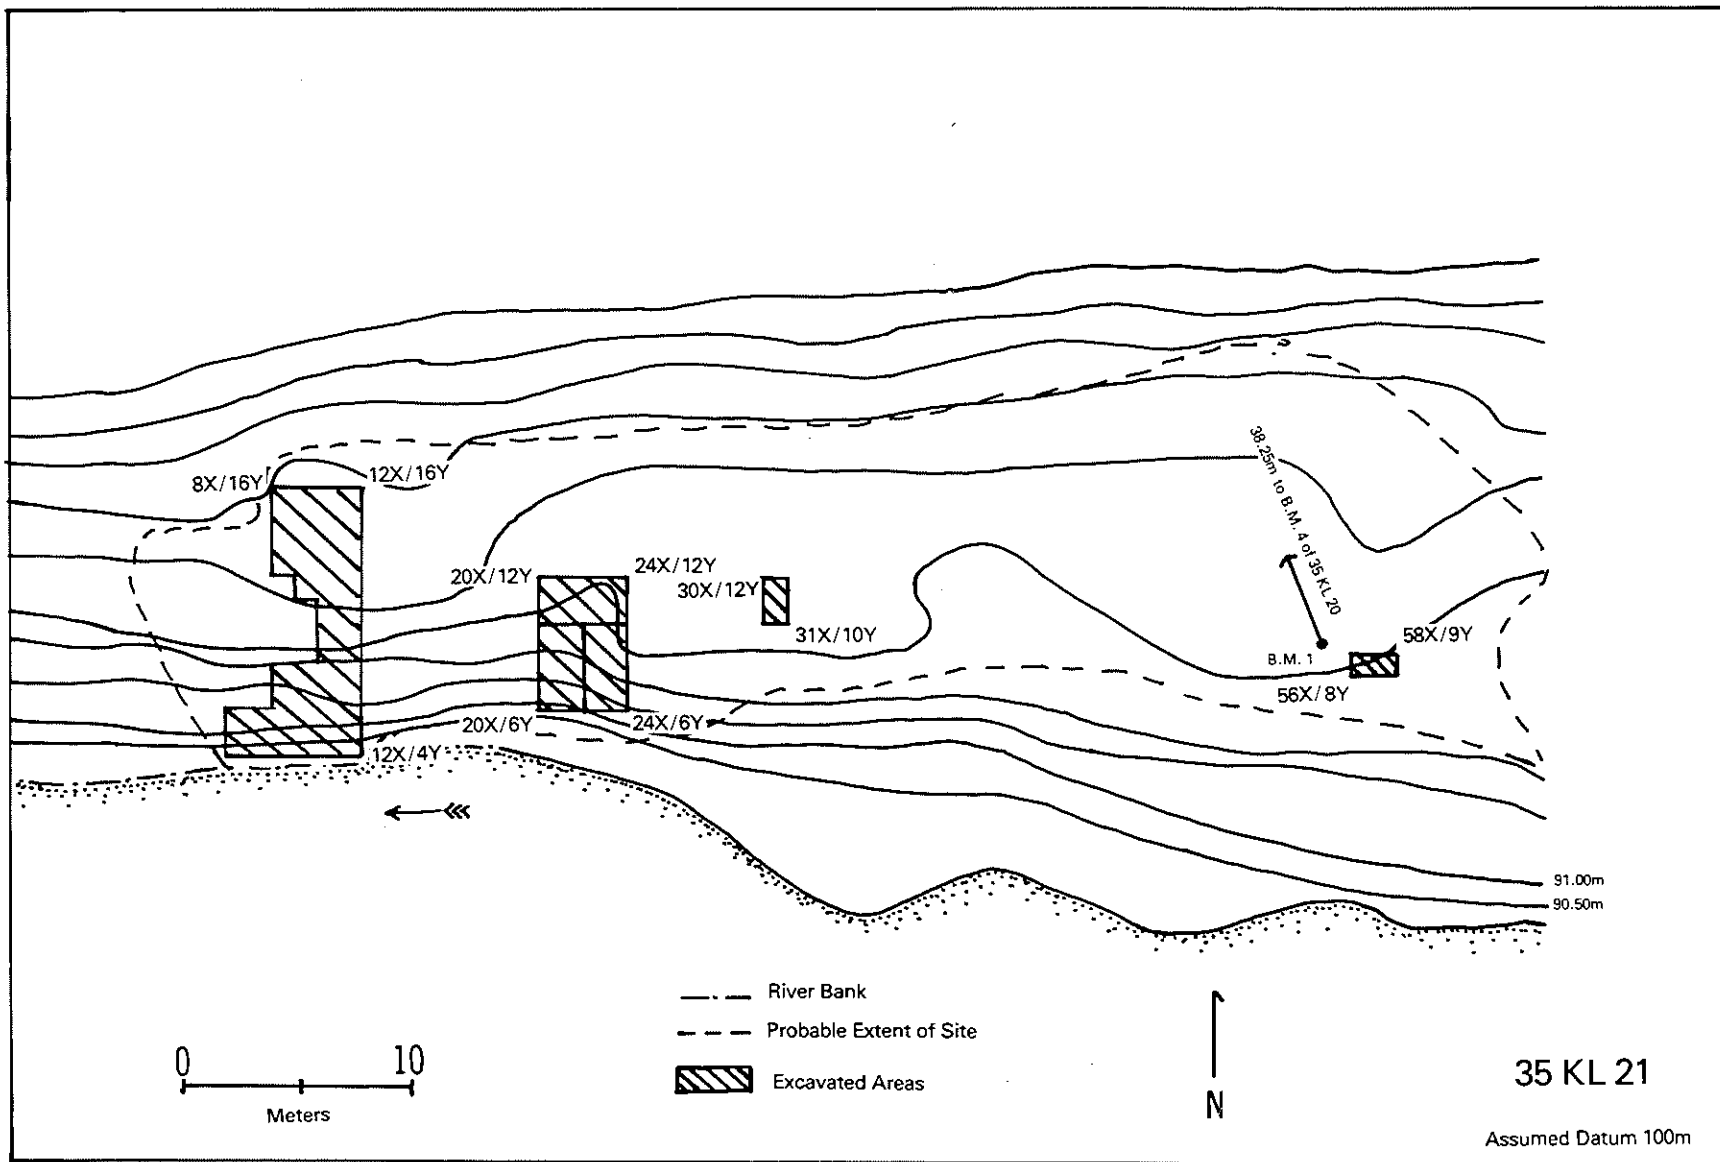 8X/16Y
12X/16Y
38.25m to B.M. 4 of 35 KL 20
20X/12Y
24X/12Y
30X/12Y
31X/10Y
58X/9Y
B.M. 1
56X/8Y
20X/6Y
24X/6Y
12X/4Y
91.00m
90.50m
River Bank
Probable Extent of Site
Excavated Areas
0 10
Meters
N
35 KL 21
Assumed Datum 100m